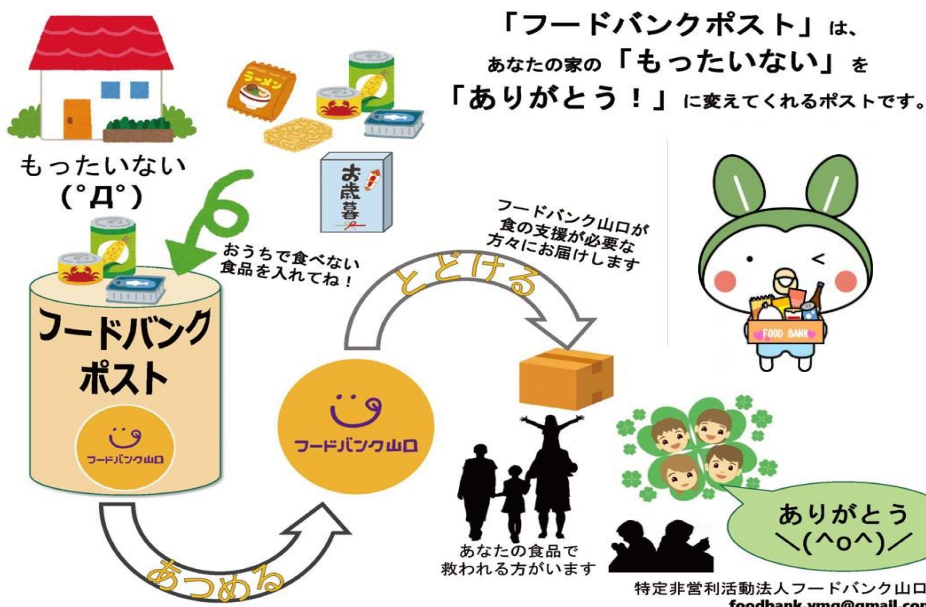 「フードバンクポスト」は、
あなたの家の「もったいない」を
「ありがとう！」に変えてくれるポストです。
もったいない
(°Д°)
ラーメン
お歳暮
おうちで食べない
食品を入れてね！
フードバンク
ポスト
フードバンク山口
あつめる
フードバンク山口
とどける
フードバンク山口が
食の支援が必要な
方々にお届けします
FOOD BANK
あなたの食品で
救われる方がいます
ありがとう
＼(^o^)／
特定非営利活動法人フードバンク山口
foodbank.ymg@gmail.com